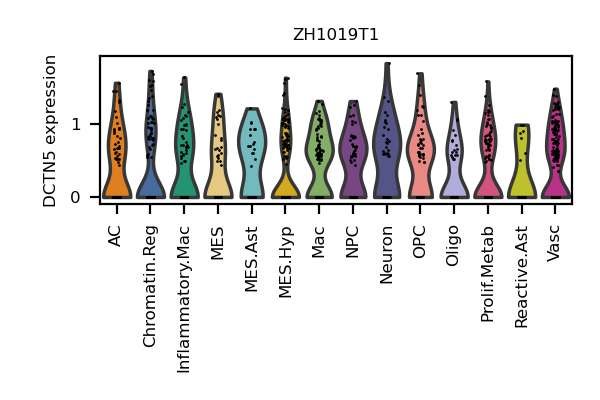 ZH1019T1
DCTN5 expression
1
0
AC
Chromatin.Reg
Inflammatory.Mac
MES
MES.Ast
MES.Hyp
Mac
NPC
Neuron
OPC
Oligo
Prolif.Metab
Reactive.Ast
Vasc